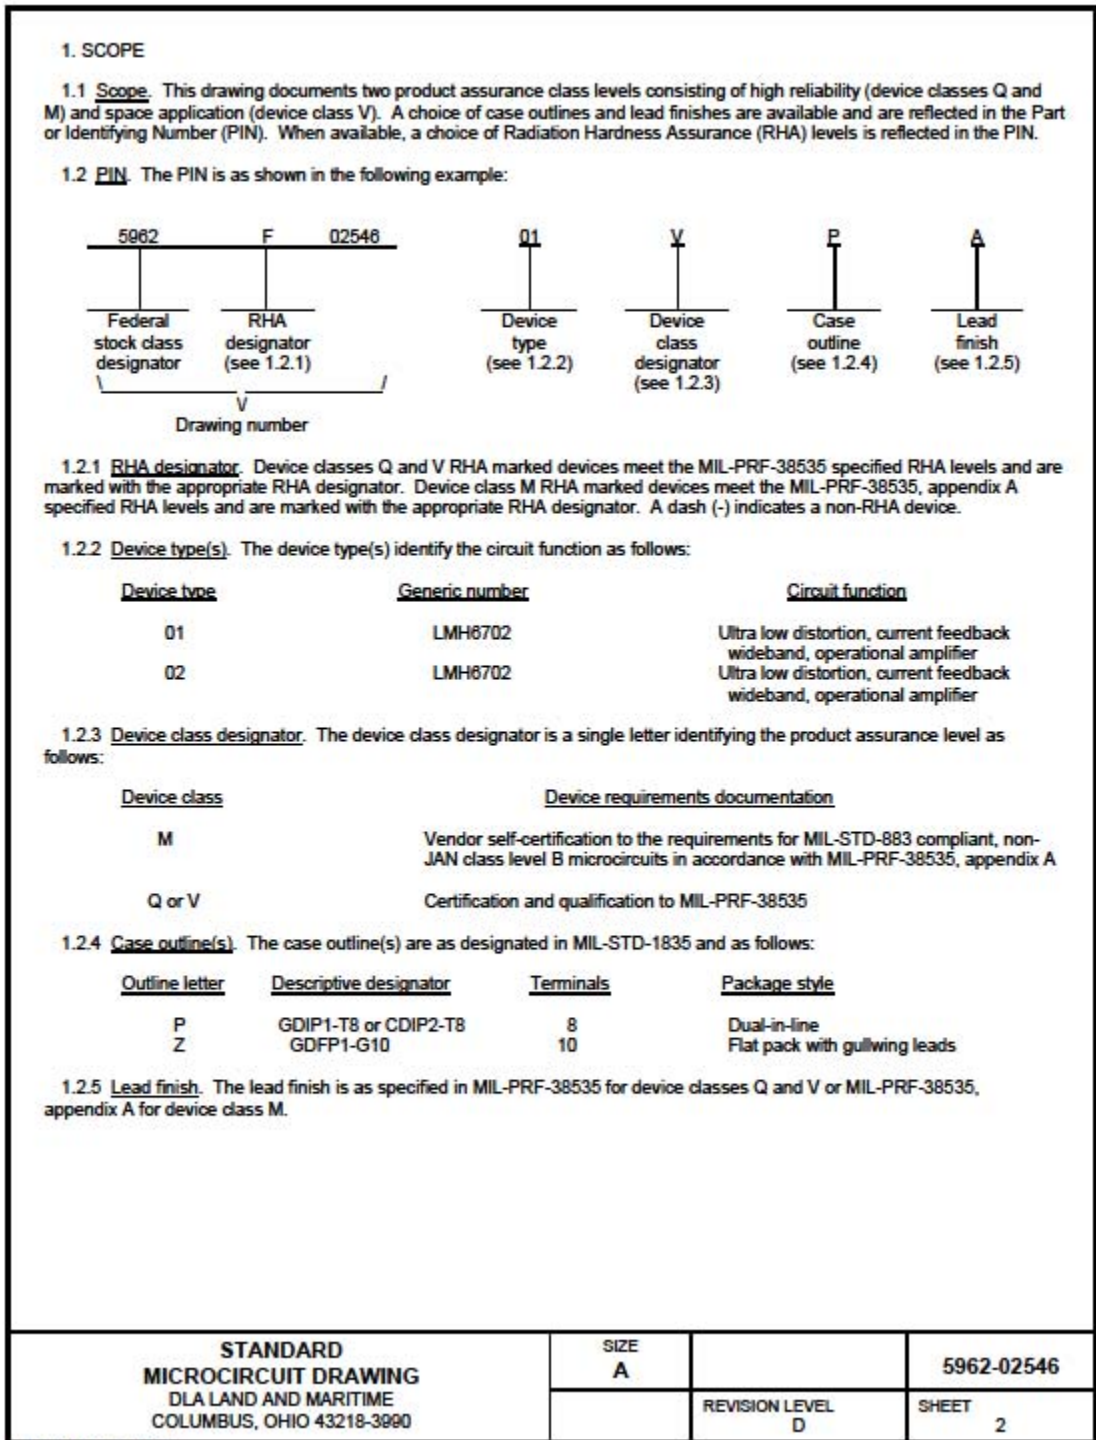 1. SCOPE
1.1 Scope. This drawing documents two product assurance class levels consisting of high reliability (device classes Q and
M) and space application (device class V). A choice of case outlines and lead finishes are available and are reflected in the Part
or Identifying Number (PIN). When available, a choice of Radiation Hardness Assurance (RHA) levels is reflected in the PIN.
1.2 PIN. The PIN is as shown in the following example:
5962 F 02546 01 V P A
Federal RHA Device Device Case Lead
stock class designator type class outline finish
designator (see 1.2.1) (see 1.2.2) designator (see 1.2.4) (see 1.2.5)
(see 1.2.3)
\ /
V
Drawing number
1.2.1 RHA designator. Device classes Q and V RHA marked devices meet the MIL-PRF-38535 specified RHA levels and are
marked with the appropriate RHA designator. Device class M RHA marked devices meet the MIL-PRF-38535, appendix A
specified RHA levels and are marked with the appropriate RHA designator. A dash (-) indicates a non-RHA device.
1.2.2 Device type(s). The device type(s) identify the circuit function as follows:
Device type Generic number Circuit function
01 LMH6702 Ultra low distortion, current feedback
wideband, operational amplifier
02 LMH6702 Ultra low distortion, current feedback
wideband, operational amplifier
1.2.3 Device class designator. The device class designator is a single letter identifying the product assurance level as
follows:
Device class Device requirements documentation
M Vendor self-certification to the requirements for MIL-STD-883 compliant, non-
JAN class level B microcircuits in accordance with MIL-PRF-38535, appendix A
Q or V Certification and qualification to MIL-PRF-38535
1.2.4 Case outline(s). The case outline(s) are as designated in MIL-STD-1835 and as follows:
Outline letter Descriptive designator Terminals Package style
P GDIP1-T8 or CDIP2-T8 8 Dual-in-line
Z GDFP1-G10 10 Flat pack with gullwing leads
1.2.5 Lead finish. The lead finish is as specified in MIL-PRF-38535 for device classes Q and V or MIL-PRF-38535,
appendix A for device class M.
STANDARD
MICROCIRCUIT DRAWING
DLA LAND AND MARITIME
COLUMBUS, OHIO 43218-3990
SIZE
A
5962-02546
REVISION LEVEL
D
SHEET
2